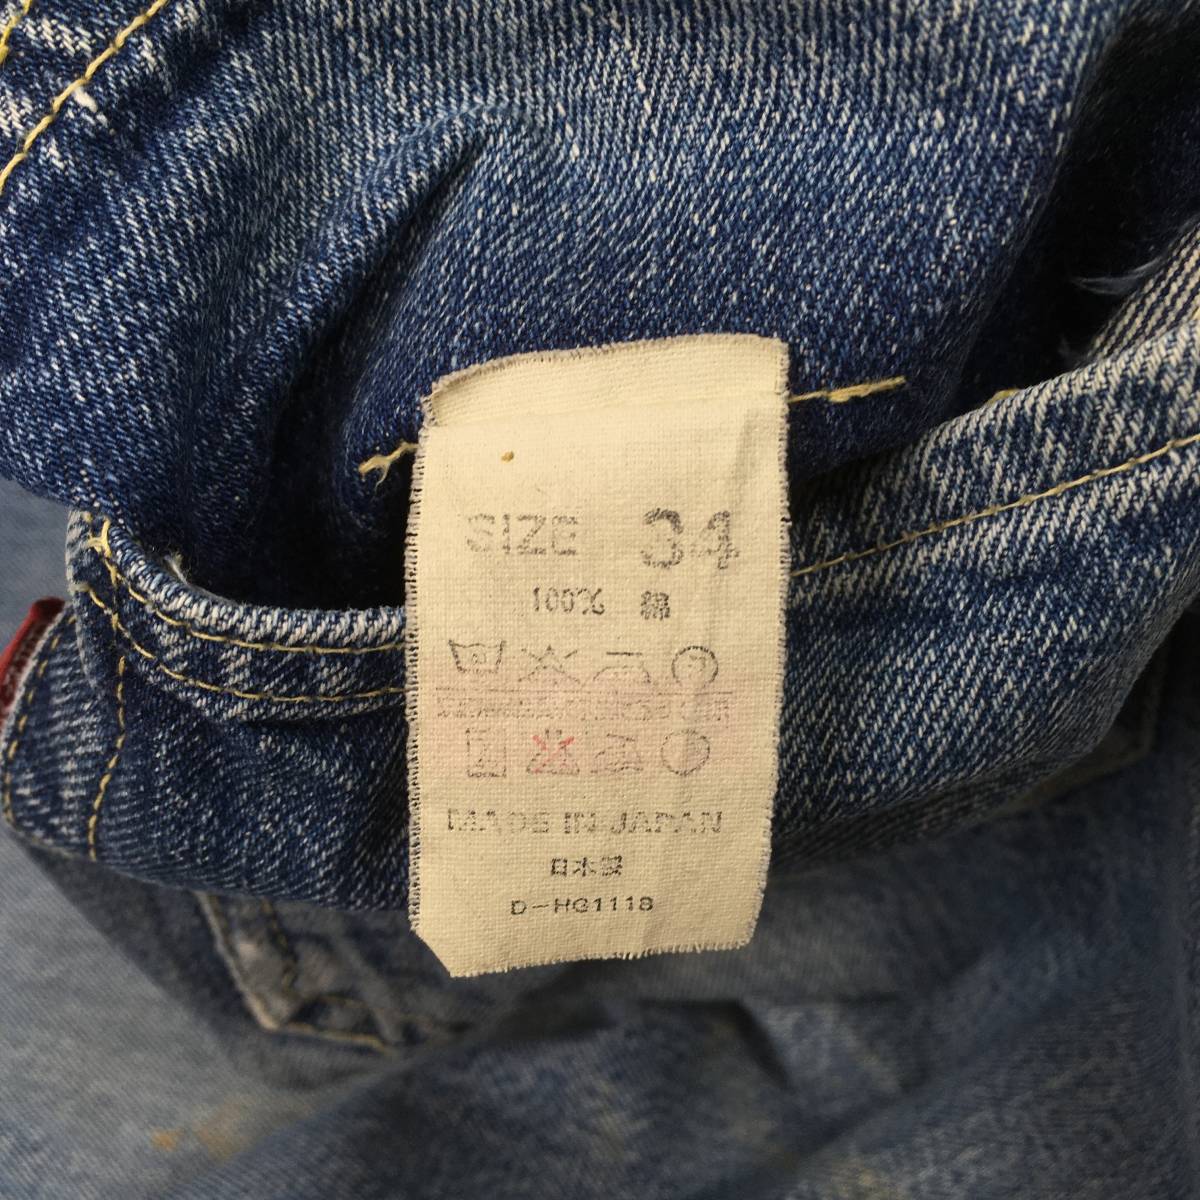 SIZE 34
100% 綿
MADE IN JAPAN
日本製
D-HG1118